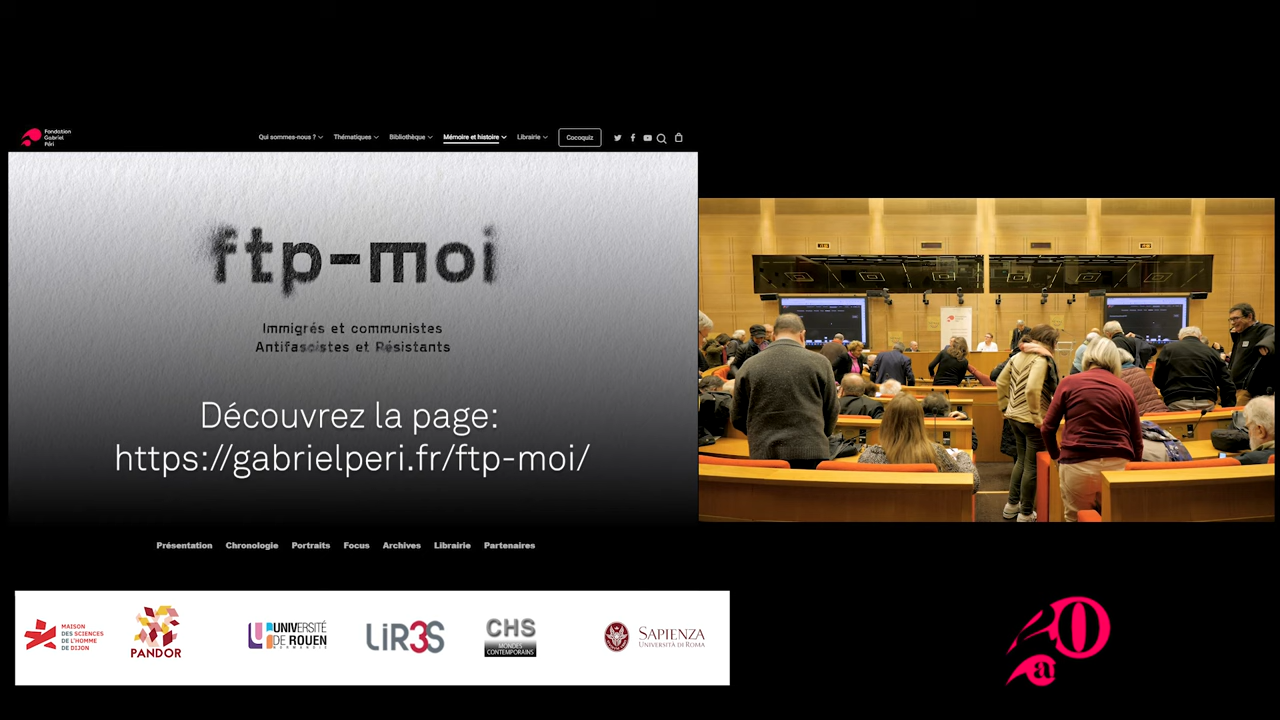 Fondation
Gabriel
Péri
Qui sommes-nous ?
Thématiques
Bibliothèque
Mémoire et histoire
Librairie
Cocoquiz
ftp-moi
Immigrés et communistes
Antifascistes et Résistants
Découvrez la page:
https://gabrielperi.fr/ftp-moi/
Présentation
Chronologie
Portraits
Focus
Archives
Librairie
Partenaires
MAISON
DES SCIENCES
DE L'HOMME
DE DIJON
PANDOR
UNIVERSITÉ
DE ROUEN
NORMANDIE
LiR3S
CHS
MONDES
CONTEMPORAINS
SAPIENZA
UNIVERSITÀ DI ROMA
20
a